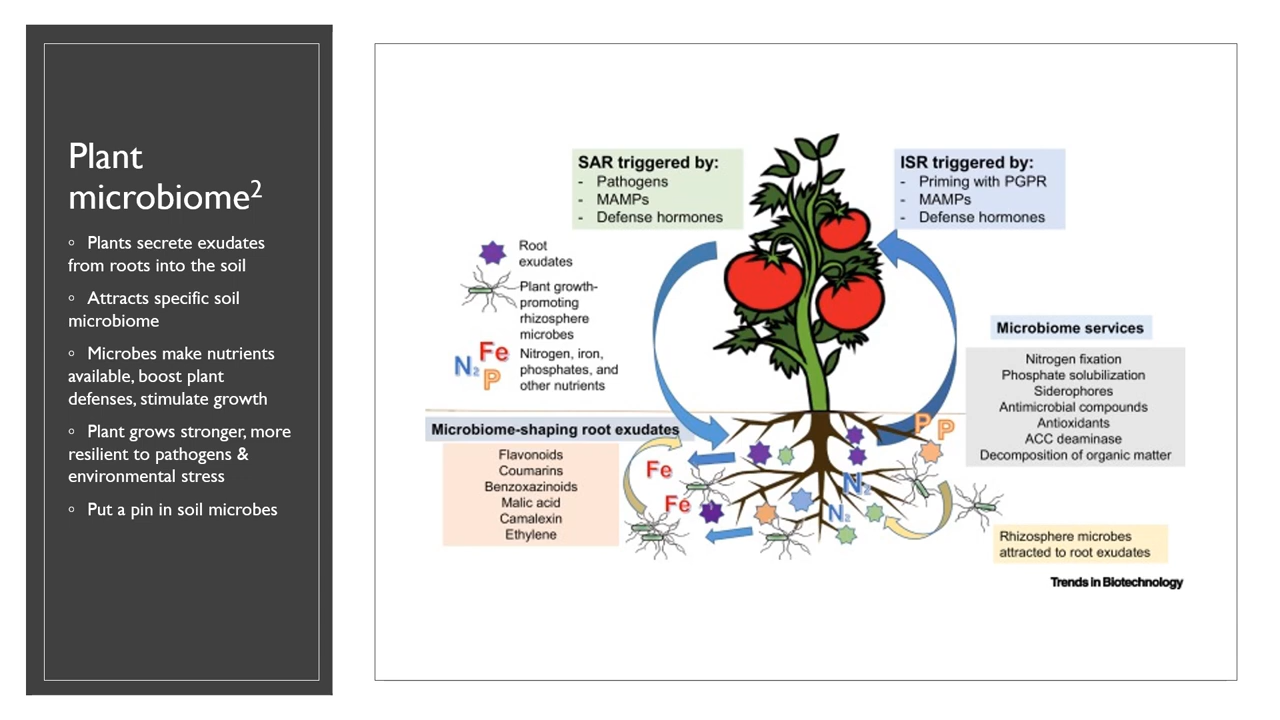 Plant
microbiome²
◦ Plants secrete exudates
from roots into the soil
◦ Attracts specific soil
microbiome
◦ Microbes make nutrients
available, boost plant
defenses, stimulate growth
◦ Plant grows stronger, more
resilient to pathogens &
environmental stress
◦ Put a pin in soil microbes
SAR triggered by:
- Pathogens
- MAMPs
- Defense hormones
ISR triggered by:
- Priming with PGPR
- MAMPs
- Defense hormones
Root
exudates
Plant growth-
promoting
rhizosphere
microbes
N₂ Fe P
Nitrogen, iron,
phosphates, and
other nutrients
Microbiome services
Nitrogen fixation
Phosphate solubilization
Siderophores
Antimicrobial compounds
Antioxidants
ACC deaminase
Decomposition of organic matter
Microbiome-shaping root exudates
Flavonoids
Coumarins
Benzoxazinoids
Malic acid
Camalexin
Ethylene
P P
Fe
Fe
N₂
N₂
Rhizosphere microbes
attracted to root exudates
Trends in Biotechnology